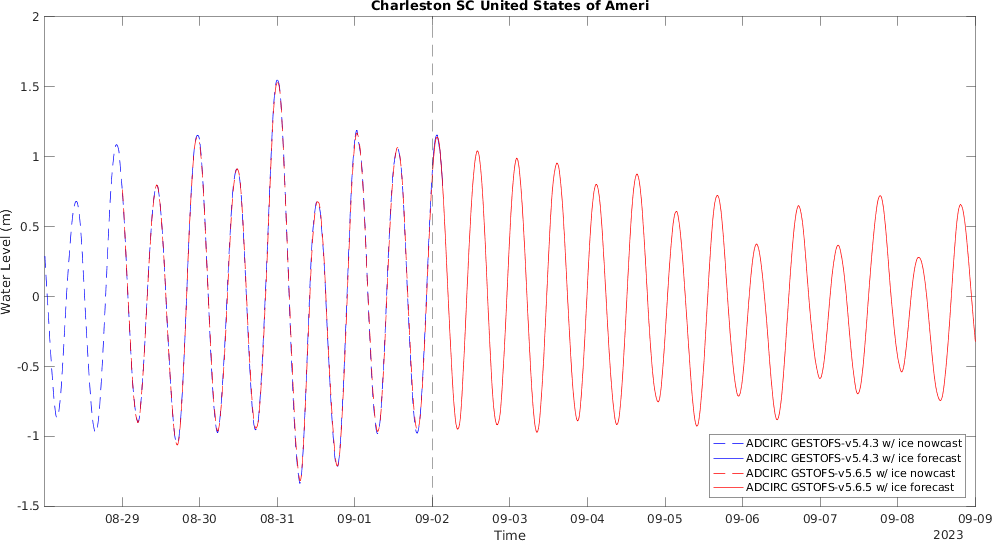 Charleston SC United States of Ameri
2
1.5
1
0.5
0
-0.5
-1
-1.5
Water Level (m)
ADCIRC GESTOFS-v5.4.3 w/ ice nowcast
ADCIRC GESTOFS-v5.4.3 w/ ice forecast
ADCIRC GSTOFS-v5.6.5 w/ ice nowcast
ADCIRC GSTOFS-v5.6.5 w/ ice forecast
08-29 08-30 08-31 09-01 09-02 09-03 09-04 09-05 09-06 09-07 09-08 09-09
Time
2023